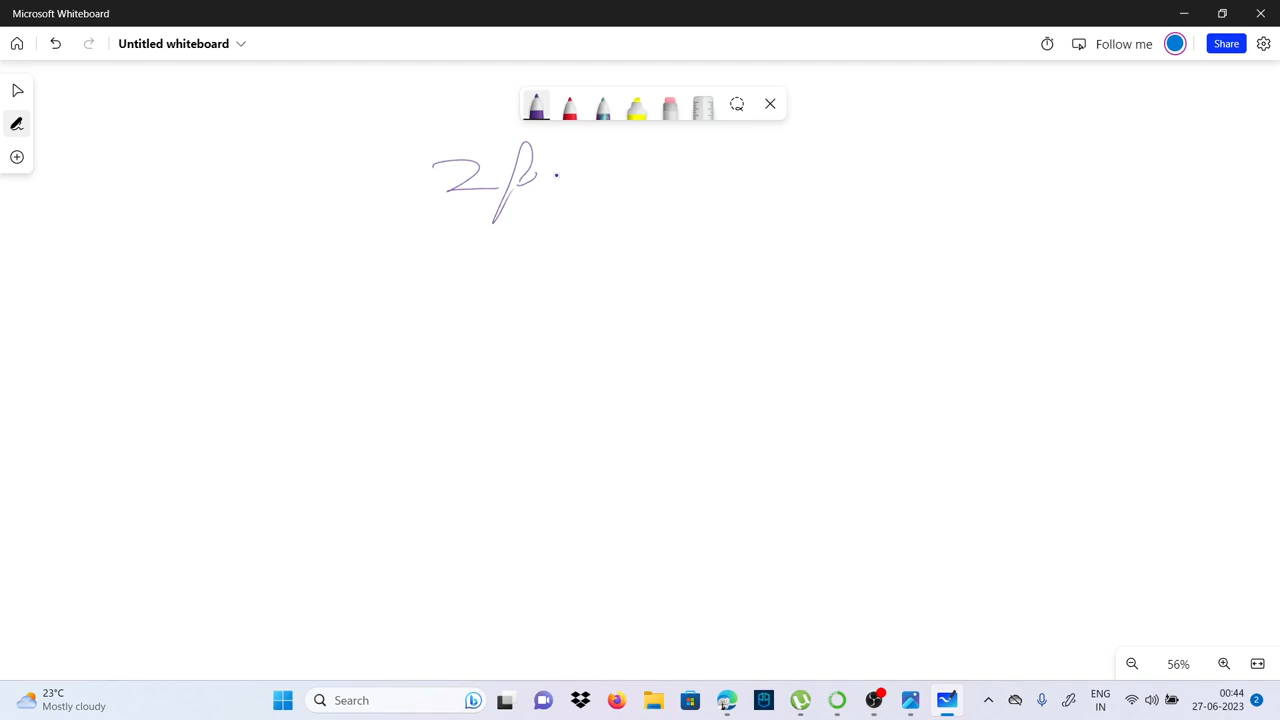 Microsoft Whiteboard
Untitled whiteboard
Follow me
Share
2
56%
23°C
Mostly cloudy
Search
ENG
IN
00:44
27-06-2023
2